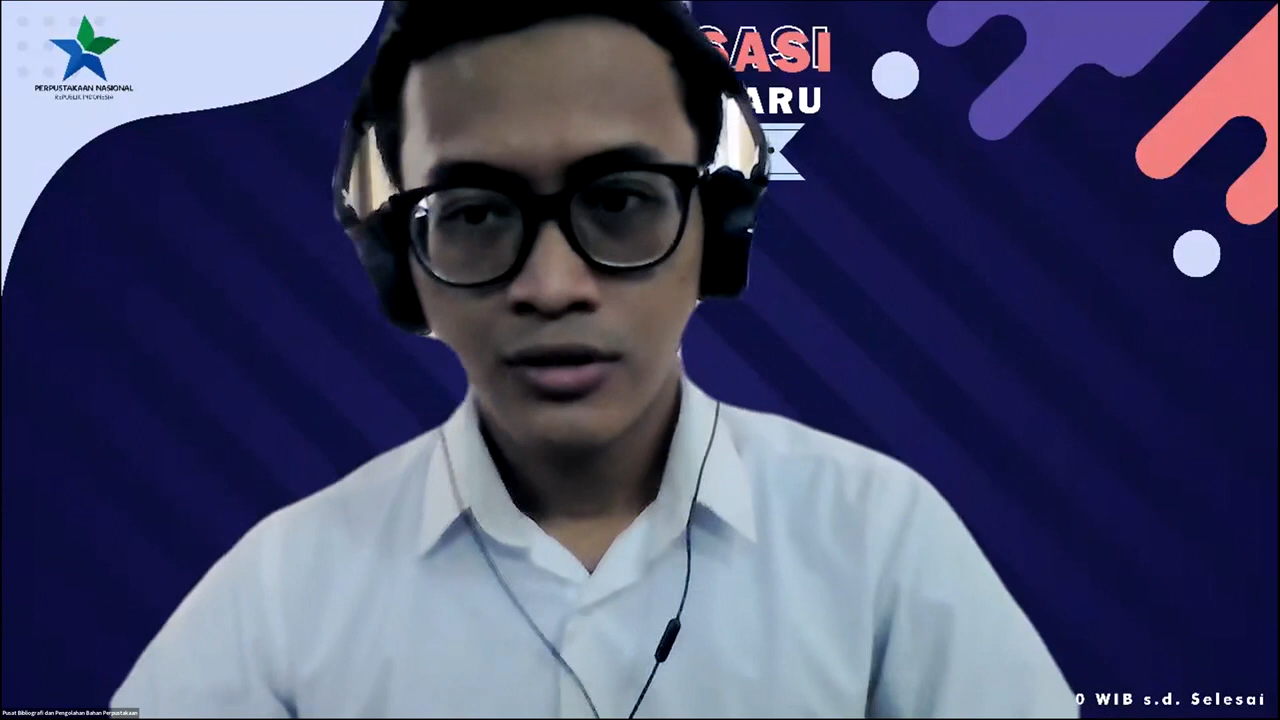 PERPUSTAKAAN NASIONAL
REPUBLIK INDONESIA
SASI
ARU
0 WIB s.d. Selesai
Pusat Bibliografi dan Pengolahan Bahan Perpustakaan